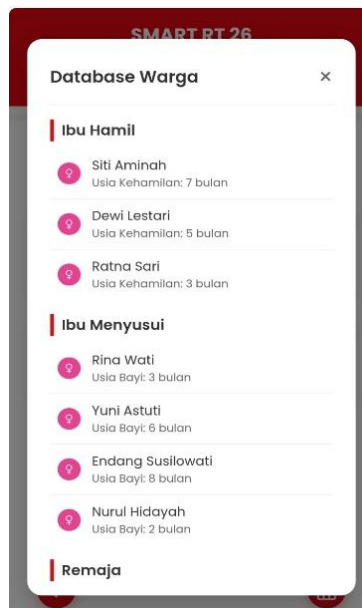 SMART RT 26
Database Warga
Ibu Hamil
Siti Aminah
Usia Kehamilan: 7 bulan
Dewi Lestari
Usia Kehamilan: 5 bulan
Ratna Sari
Usia Kehamilan: 3 bulan
Ibu Menyusui
Rina Wati
Usia Bayi: 3 bulan
Yuni Astuti
Usia Bayi: 6 bulan
Endang Susilowati
Usia Bayi: 8 bulan
Nurul Hidayah
Usia Bayi: 2 bulan
Remaja